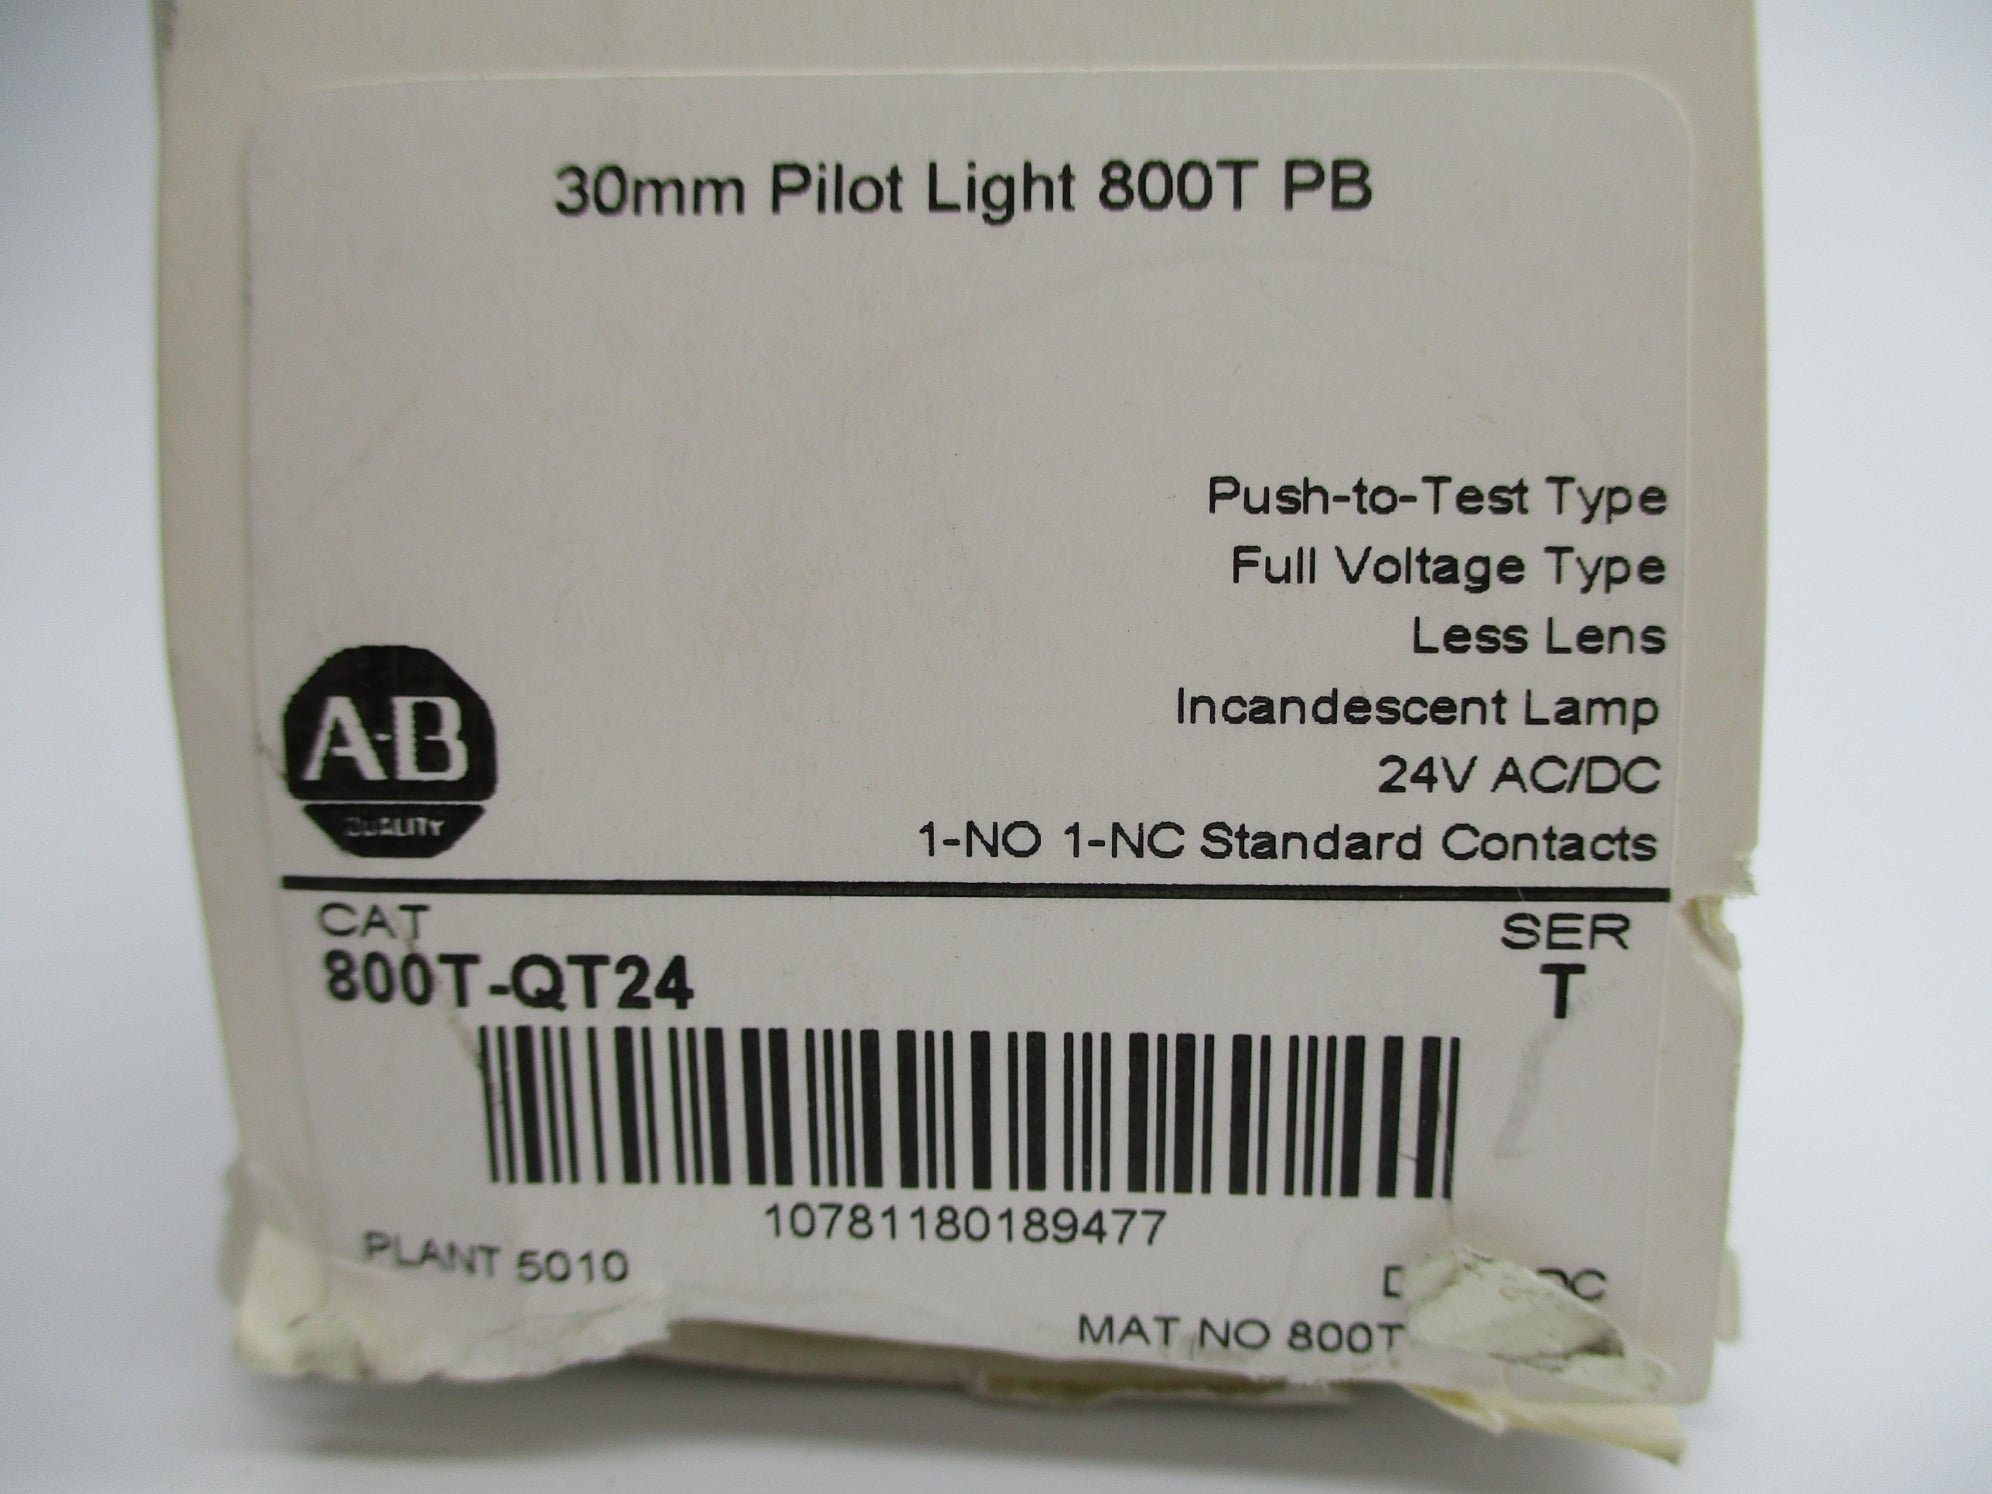 30mm Pilot Light 800T PB
Push-to-Test Type
Full Voltage Type
Less Lens
Incandescent Lamp
24V AC/DC
1-NO 1-NC Standard Contacts
A-B
QUALITY
CAT
800T-QT24
SER
T
10781180189477
PLANT 5010
MAT NO 800T